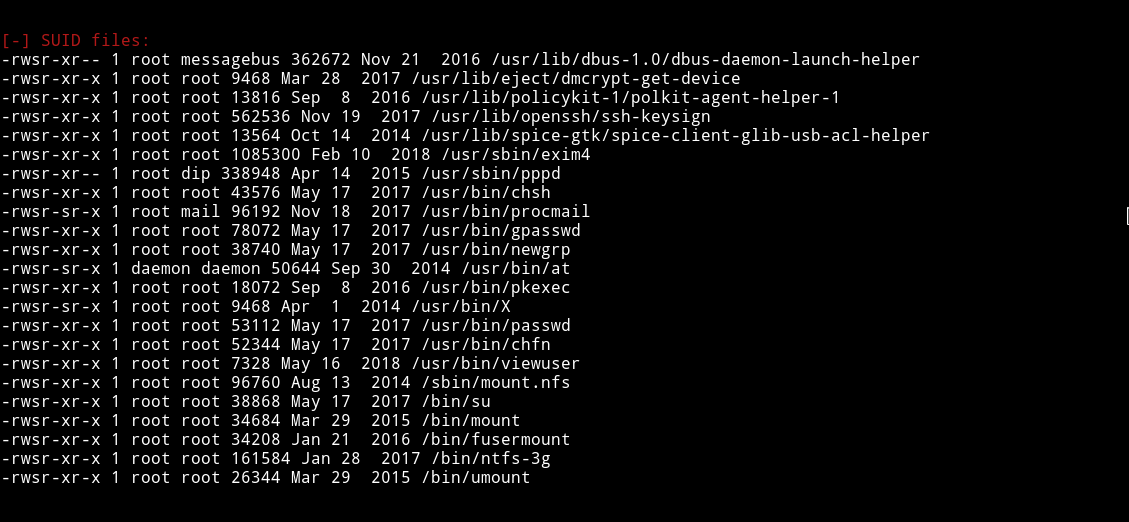 [-] SUID files:
-rwsr-xr-- 1 root messagebus 362672 Nov 21  2016 /usr/lib/dbus-1.0/dbus-daemon-launch-helper
-rwsr-xr-x 1 root root 9468 Mar 28  2017 /usr/lib/eject/dmcrypt-get-device
-rwsr-xr-x 1 root root 13816 Sep  8  2016 /usr/lib/policykit-1/polkit-agent-helper-1
-rwsr-xr-x 1 root root 562536 Nov 19  2017 /usr/lib/openssh/ssh-keysign
-rwsr-xr-x 1 root root 13564 Oct 14  2014 /usr/lib/spice-gtk/spice-client-glib-usb-acl-helper
-rwsr-xr-x 1 root root 1085300 Feb 10  2018 /usr/sbin/exim4
-rwsr-xr-- 1 root dip 338948 Apr 14  2015 /usr/sbin/pppd
-rwsr-xr-x 1 root root 43576 May 17  2017 /usr/bin/chsh
-rwsr-sr-x 1 root mail 96192 Nov 18  2017 /usr/bin/procmail
-rwsr-xr-x 1 root root 78072 May 17  2017 /usr/bin/gpasswd
-rwsr-xr-x 1 root root 38740 May 17  2017 /usr/bin/newgrp
-rwsr-sr-x 1 daemon daemon 50644 Sep 30  2014 /usr/bin/at
-rwsr-xr-x 1 root root 18072 Sep  8  2016 /usr/bin/pkexec
-rwsr-sr-x 1 root root 9468 Apr  1  2014 /usr/bin/X
-rwsr-xr-x 1 root root 53112 May 17  2017 /usr/bin/passwd
-rwsr-xr-x 1 root root 52344 May 17  2017 /usr/bin/chfn
-rwsr-xr-x 1 root root 7328 May 16  2018 /usr/bin/viewuser
-rwsr-xr-x 1 root root 96760 Aug 13  2014 /sbin/mount.nfs
-rwsr-xr-x 1 root root 38868 May 17  2017 /bin/su
-rwsr-xr-x 1 root root 34684 Mar 29  2015 /bin/mount
-rwsr-xr-x 1 root root 34208 Jan 21  2016 /bin/fusermount
-rwsr-xr-x 1 root root 161584 Jan 28  2017 /bin/ntfs-3g
-rwsr-xr-x 1 root root 26344 Mar 29  2015 /bin/umount